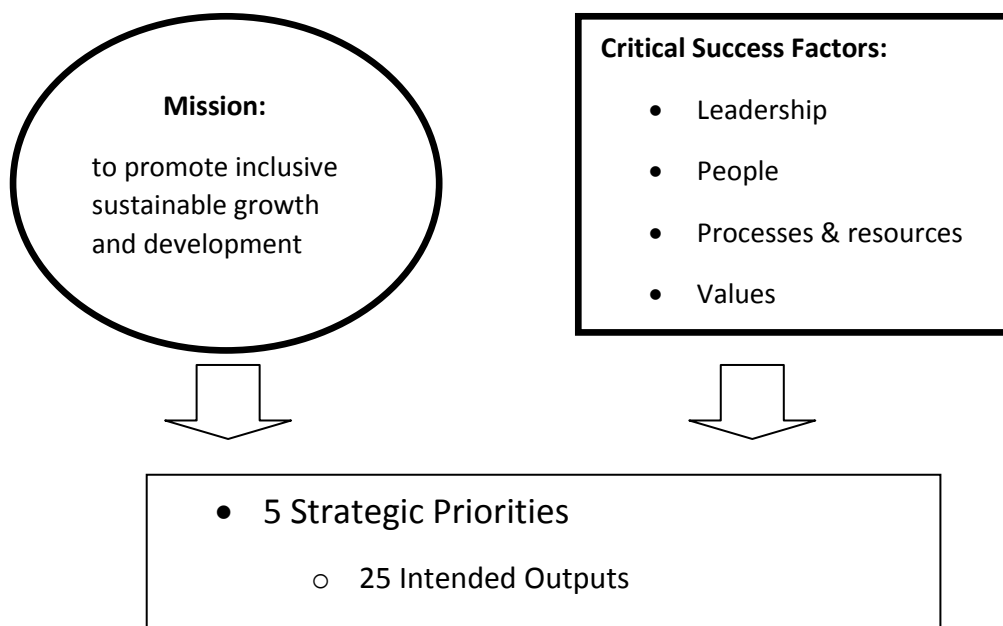 Mission:
to promote inclusive
sustainable growth
and development
Critical Success Factors:
• Leadership
• People
• Processes & resources
• Values
• 5 Strategic Priorities
o 25 Intended Outputs